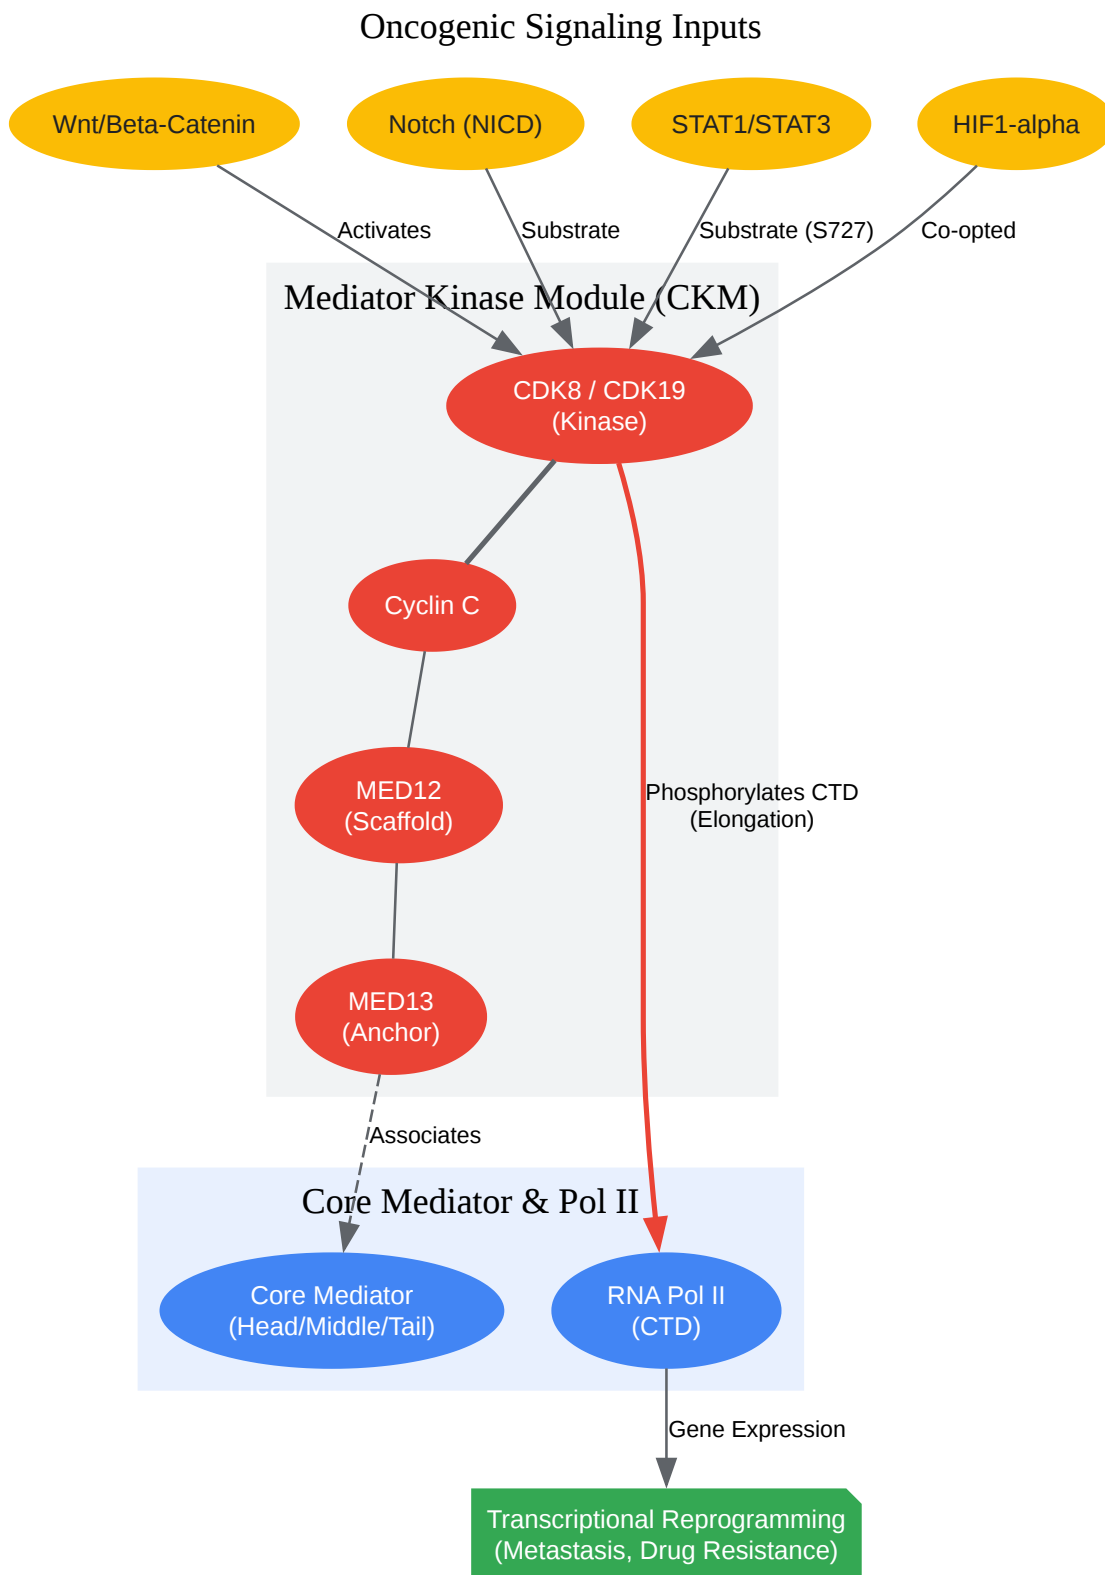 Oncogenic Signaling Inputs
Wnt/Beta-Catenin
Notch (NICD)
STAT1/STAT3
HIF1-alpha
Activates
Substrate
Substrate (S727)
Co-opted
Mediator Kinase Module (CKM)
CDK8 / CDK19
(Kinase)
Cyclin C
MED12
(Scaffold)
Phosphorylates CTD
(Elongation)
MED13
(Anchor)
Associates
Core Mediator & Pol II
Core Mediator
(Head/Middle/Tail)
RNA Pol II
(CTD)
Gene Expression
Transcriptional Reprogramming
(Metastasis, Drug Resistance)